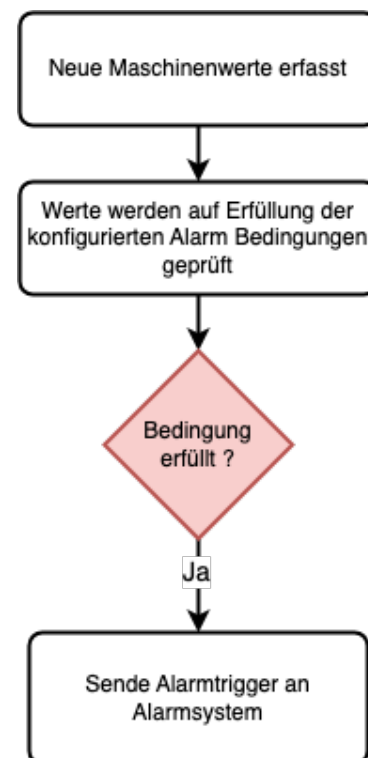 Neue Maschinenwerte erfasst
Werte werden auf Erfüllung der
konfigurierten Alarm Bedingungen
geprüft
Bedingung
erfüllt ?
Ja
Sende Alarmtrigger an
Alarmsystem